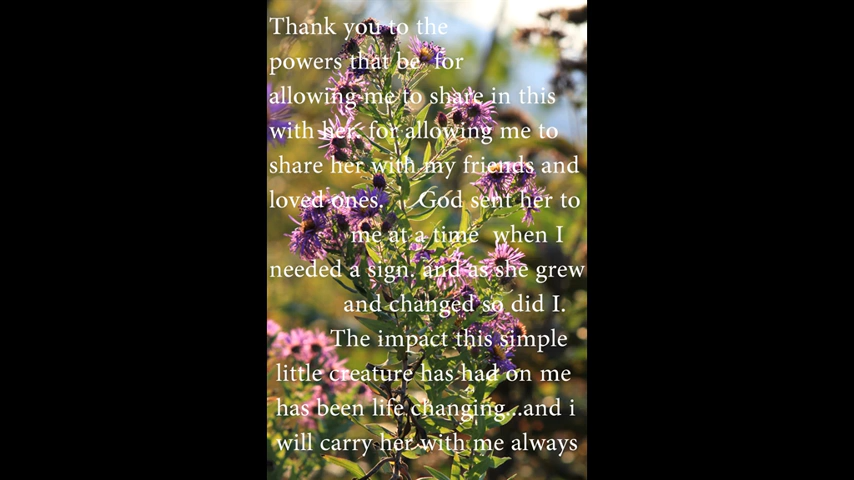 Thank you to the
powers that be for
allowing me to share in this
with her. for allowing me to
share her with my friends and
loved ones. God sent her to
me at a time when I
needed a sign. and as she grew
and changed so did I.
The impact this simple
little creature has had on me
has been life changing...and i
will carry her with me always